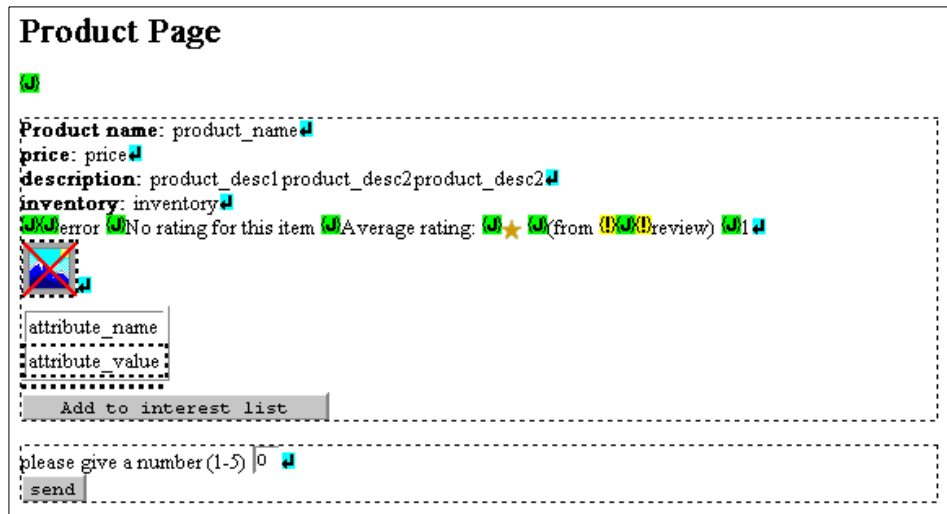 Product Page
{J}
Product name: product_name
price: price
description: product_desc1product_desc2product_desc2
inventory: inventory
{J}{J}error {J}No rating for this item {J}Average rating: {J} {J}(from {!}{J}{!}review) {J}1
attribute_name
attribute_value
Add to interest list
please give a number (1-5) 0
send